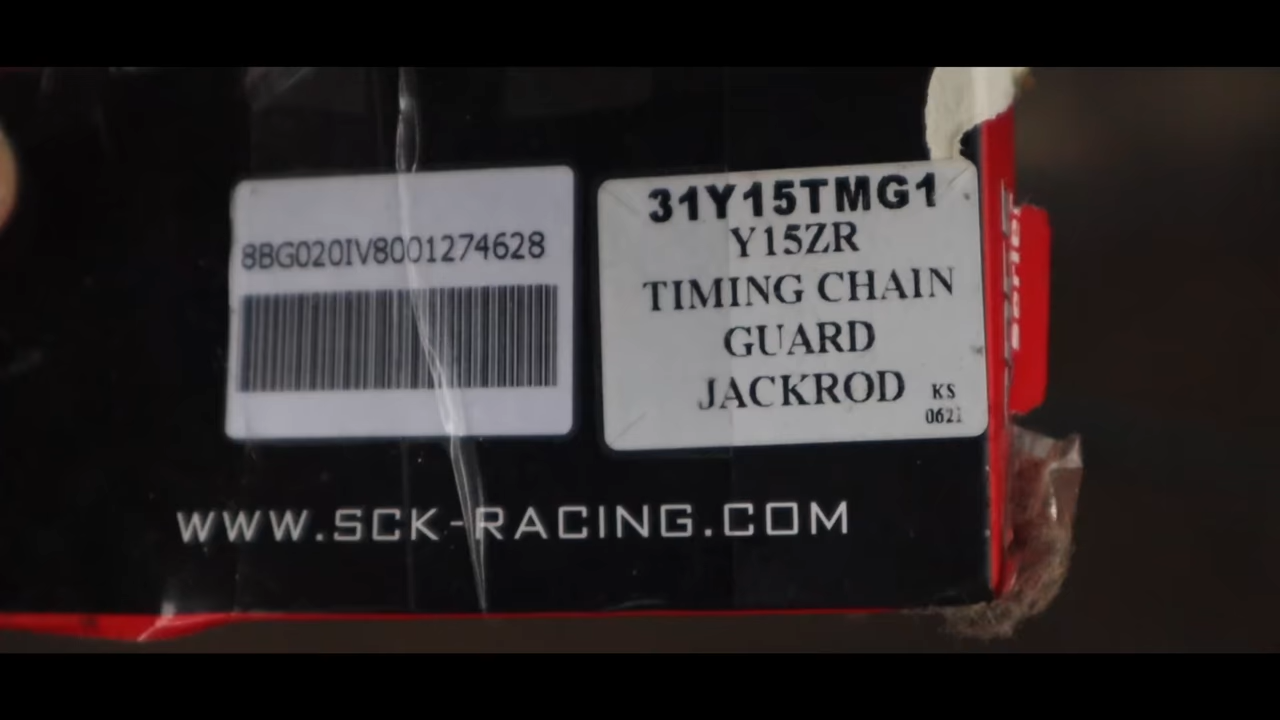 8BG020IV8001274628
31Y15TMG1
Y15ZR
TIMING CHAIN
GUARD
JACKROD
KS
0621
WWW.SCK-RACING.COM